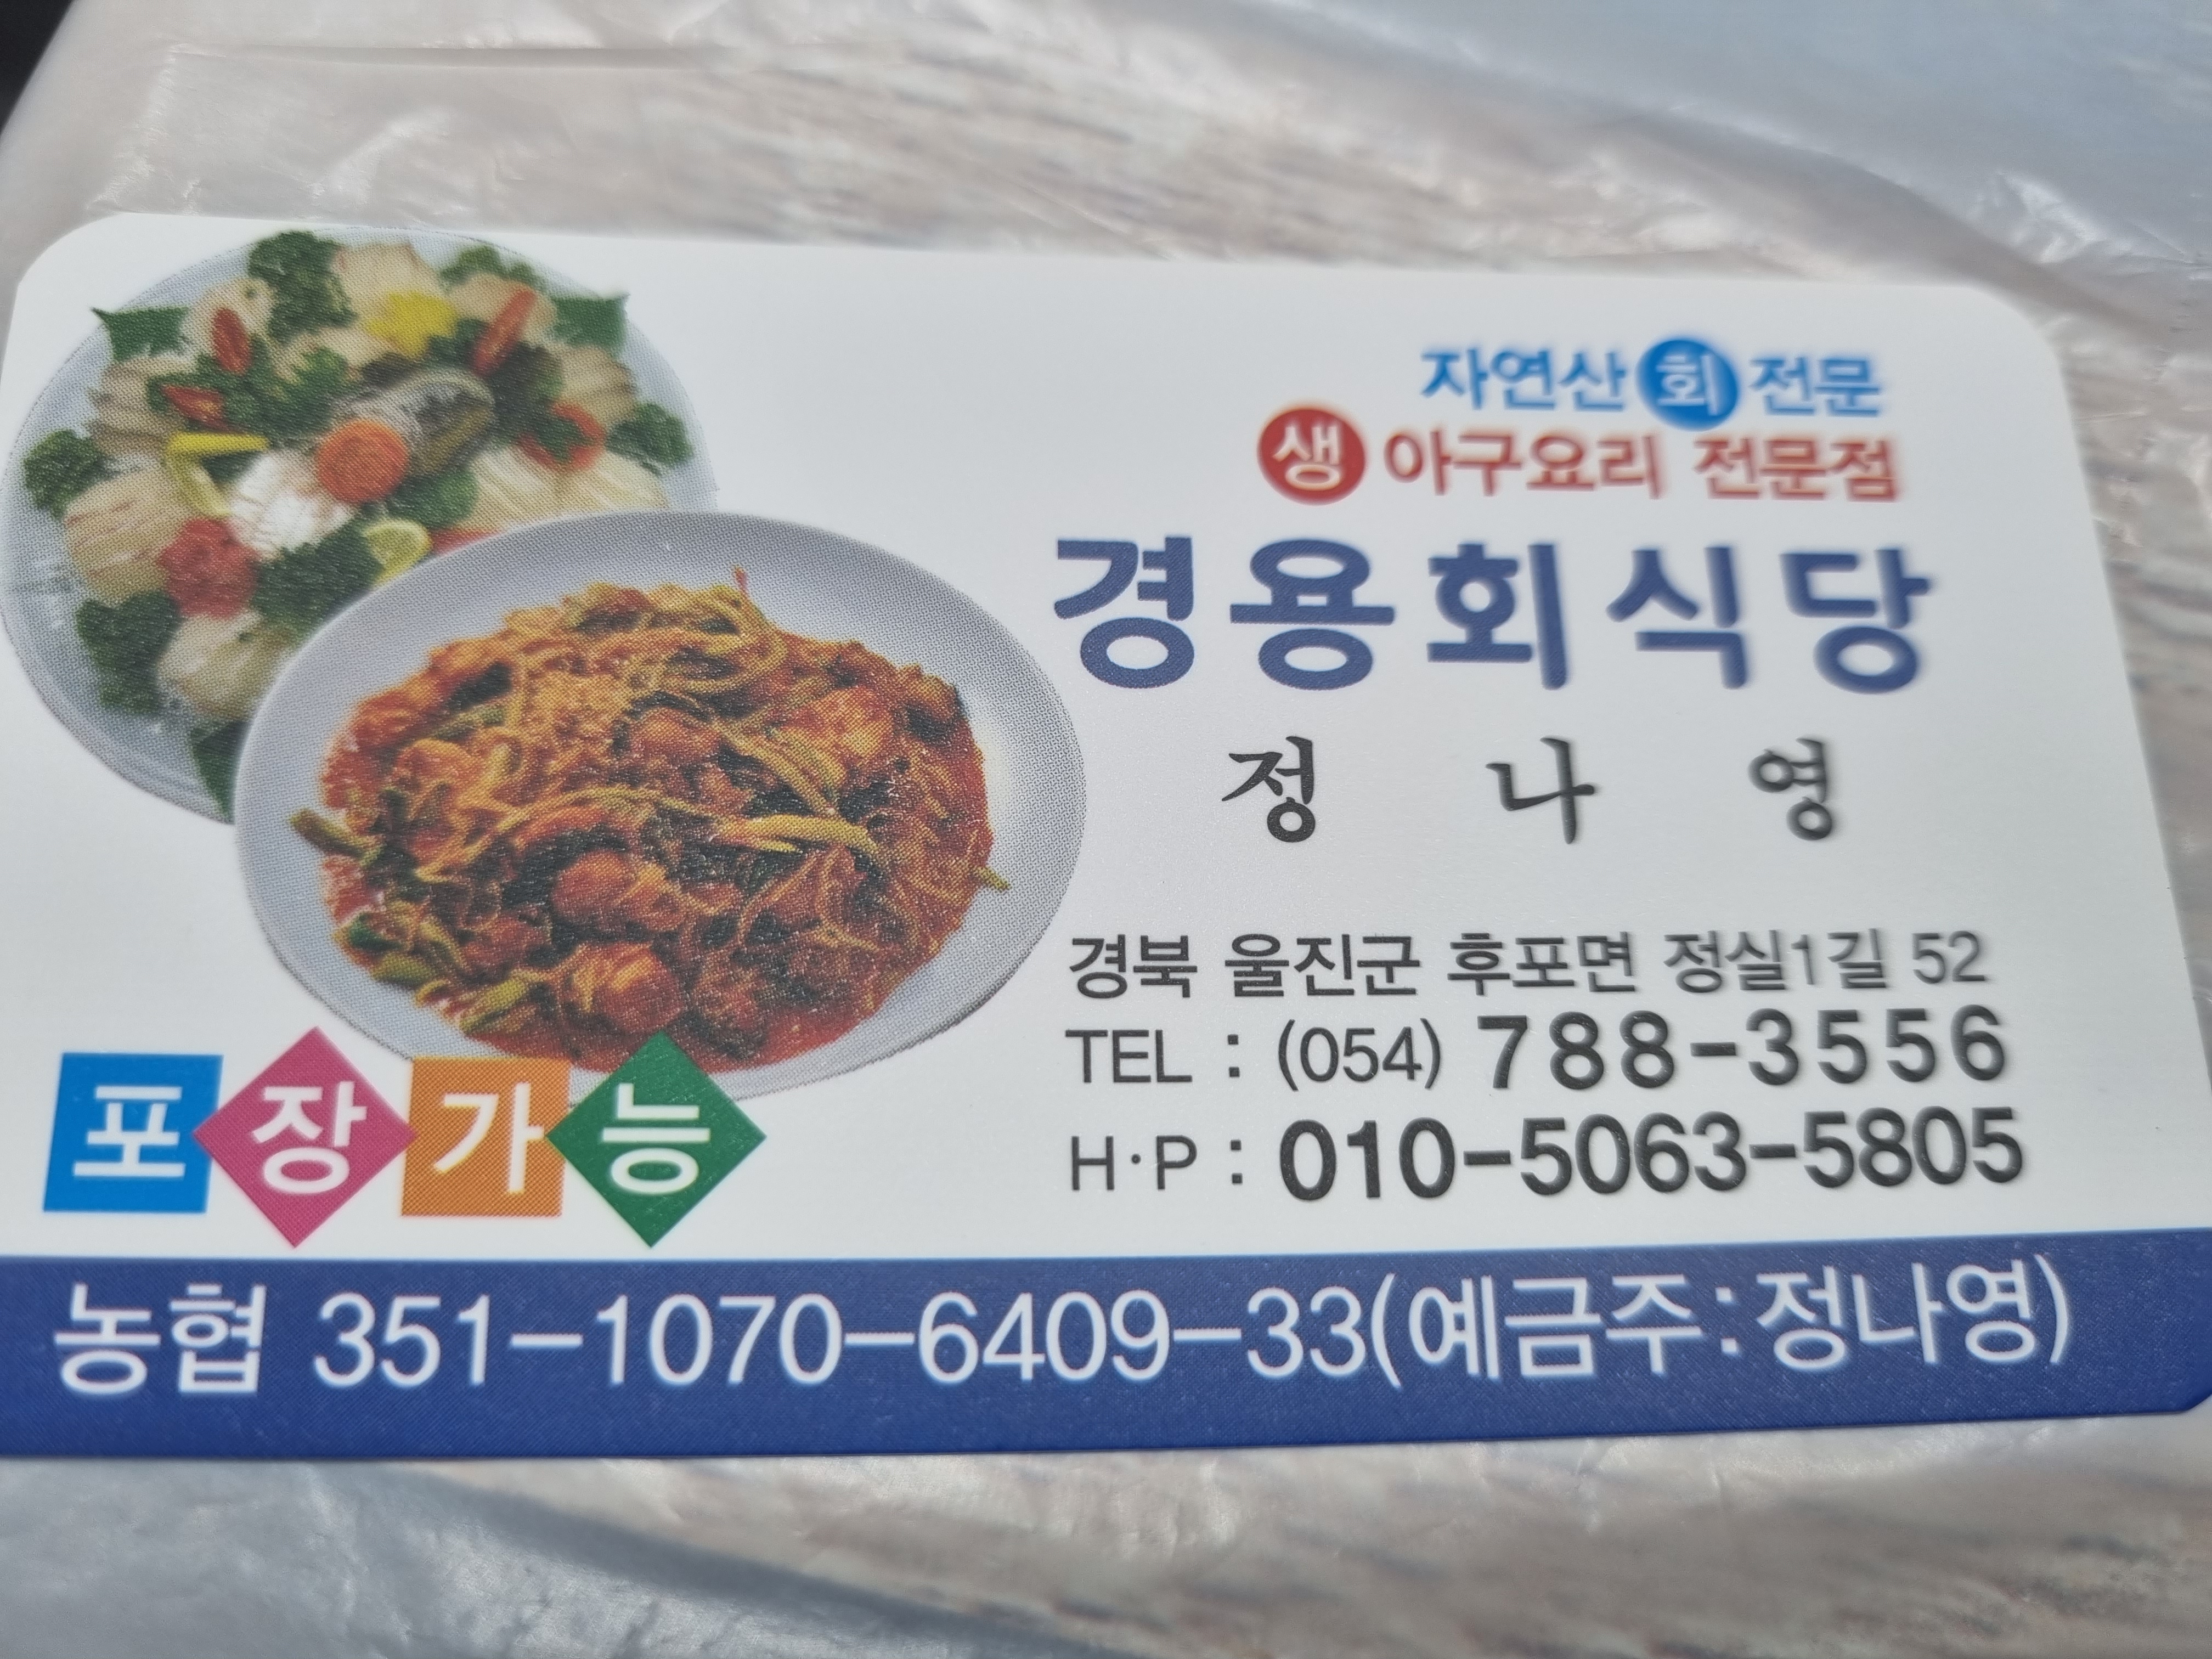 자연산 회 전문
생 아구요리 전문점
경용회식당
정 나 영
경북 울진군 후포면 정실1길 52
TEL : (054) 788-3556
H·P : 010-5063-5805
포장가능
농협 351-1070-6409-33(예금주:정나영)